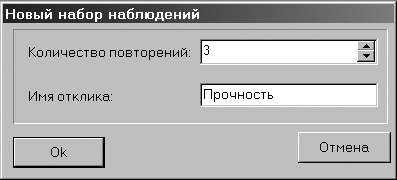 Новый набор наблюдений
Количество повторений: 3
Имя отклика: Прочность
Ok Отмена